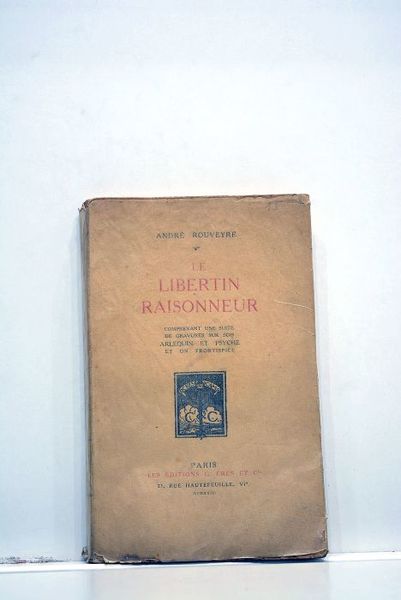 ANDRÉ ROUVEYRE
LE
LIBERTIN
RAISONNEUR
COMPRENANT UNE SUITE
DE GRAVURES SUR BOIS
ARLEQUIN ET PSYCHÉ
ET UN FRONTISPICE
C C
PARIS
LES ÉDITIONS G. CRÈS ET Cie
21, RUE HAUTEFEUILLE, VIe